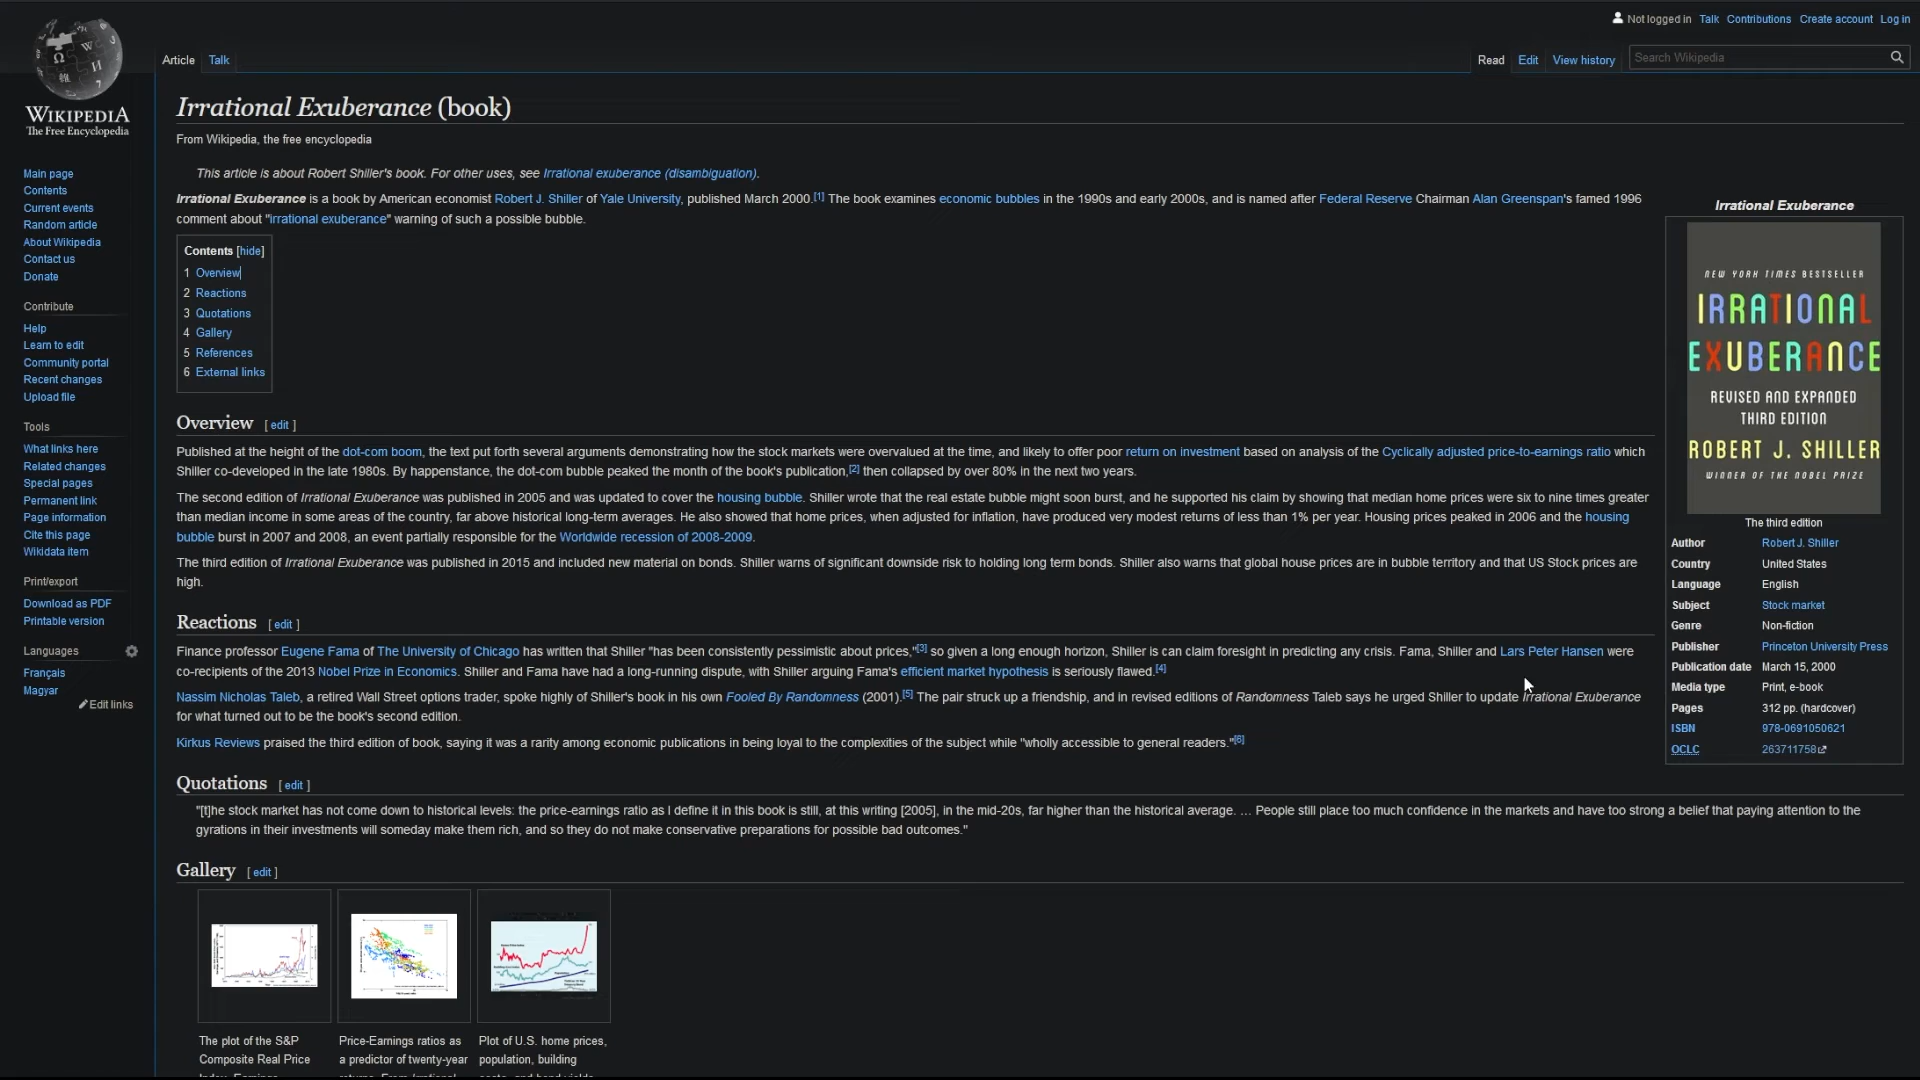 Not logged in Talk Contributions Create account Log in
Article Talk
Read Edit View history Search Wikipedia
WIKIPEDIA
The Free Encyclopedia
Main page
Contents
Current events
Random article
About Wikipedia
Contact us
Donate
Contribute
Help
Learn to edit
Community portal
Recent changes
Upload file
Tools
What links here
Related changes
Special pages
Permanent link
Page information
Cite this page
Wikidata item
Print/export
Download as PDF
Printable version
Languages
Français
Magyar
Edit links
Irrational Exuberance (book)
From Wikipedia, the free encyclopedia
This article is about Robert Shiller's book. For other uses, see Irrational exuberance (disambiguation).
Irrational Exuberance is a book by American economist Robert J. Shiller of Yale University, published March 2000.[1] The book examines economic bubbles in the 1990s and early 2000s, and is named after Federal Reserve Chairman Alan Greenspan's famed 1996
comment about "irrational exuberance" warning of such a possible bubble.
Contents [hide]
1 Overview
2 Reactions
3 Quotations
4 Gallery
5 References
6 External links
Overview [ edit ]
Published at the height of the dot-com boom, the text put forth several arguments demonstrating how the stock markets were overvalued at the time, and likely to offer poor return on investment based on analysis of the Cyclically adjusted price-to-earnings ratio which
Shiller co-developed in the late 1980s. By happenstance, the dot-com bubble peaked the month of the book's publication,[2] then collapsed by over 80% in the next two years.
The second edition of Irrational Exuberance was published in 2005 and was updated to cover the housing bubble. Shiller wrote that the real estate bubble might soon burst, and he supported his claim by showing that median home prices were six to nine times greater
than median income in some areas of the country, far above historical long-term averages. He also showed that home prices, when adjusted for inflation, have produced very modest returns of less than 1% per year. Housing prices peaked in 2006 and the housing
bubble burst in 2007 and 2008, an event partially responsible for the Worldwide recession of 2008-2009.
The third edition of Irrational Exuberance was published in 2015 and included new material on bonds. Shiller warns of significant downside risk to holding long term bonds. Shiller also warns that global house prices are in bubble territory and that US Stock prices are
high.
Reactions [ edit ]
Finance professor Eugene Fama of The University of Chicago has written that Shiller "has been consistently pessimistic about prices,"[3] so given a long enough horizon, Shiller is can claim foresight in predicting any crisis. Fama, Shiller and Lars Peter Hansen were
co-recipients of the 2013 Nobel Prize in Economics. Shiller and Fama have had a long-running dispute, with Shiller arguing Fama's efficient market hypothesis is seriously flawed.[4]
Nassim Nicholas Taleb, a retired Wall Street options trader, spoke highly of Shiller's book in his own Fooled By Randomness (2001).[5] The pair struck up a friendship, and in revised editions of Randomness Taleb says he urged Shiller to update Irrational Exuberance
for what turned out to be the book's second edition.
Kirkus Reviews praised the third edition of book, saying it was a rarity among economic publications in being loyal to the complexities of the subject while "wholly accessible to general readers."[6]
Quotations [ edit ]
"[t]he stock market has not come down to historical levels: the price-earnings ratio as I define it in this book is still, at this writing [2005], in the mid-20s, far higher than the historical average. ... People still place too much confidence in the markets and have too strong a belief that paying attention to the
gyrations in their investments will someday make them rich, and so they do not make conservative preparations for possible bad outcomes."
Gallery [ edit ]
The plot of the S&P
Composite Real Price
Index, Earnings,
Price-Earnings ratios as
a predictor of twenty-year
returns. From Irrational
Plot of U.S. home prices,
population, building
costs, and bond yields
Irrational Exuberance
NEW YORK TIMES BESTSELLER
IRRATIONAL
EXUBERANCE
REVISED AND EXPANDED
THIRD EDITION
ROBERT J. SHILLER
WINNER OF THE NOBEL PRIZE
The third edition
Author Robert J. Shiller
Country United States
Language English
Subject Stock market
Genre Non-fiction
Publisher Princeton University Press
Publication date March 15, 2000
Media type Print, e-book
Pages 312 pp. (hardcover)
ISBN 978-0691050621
OCLC 263711758